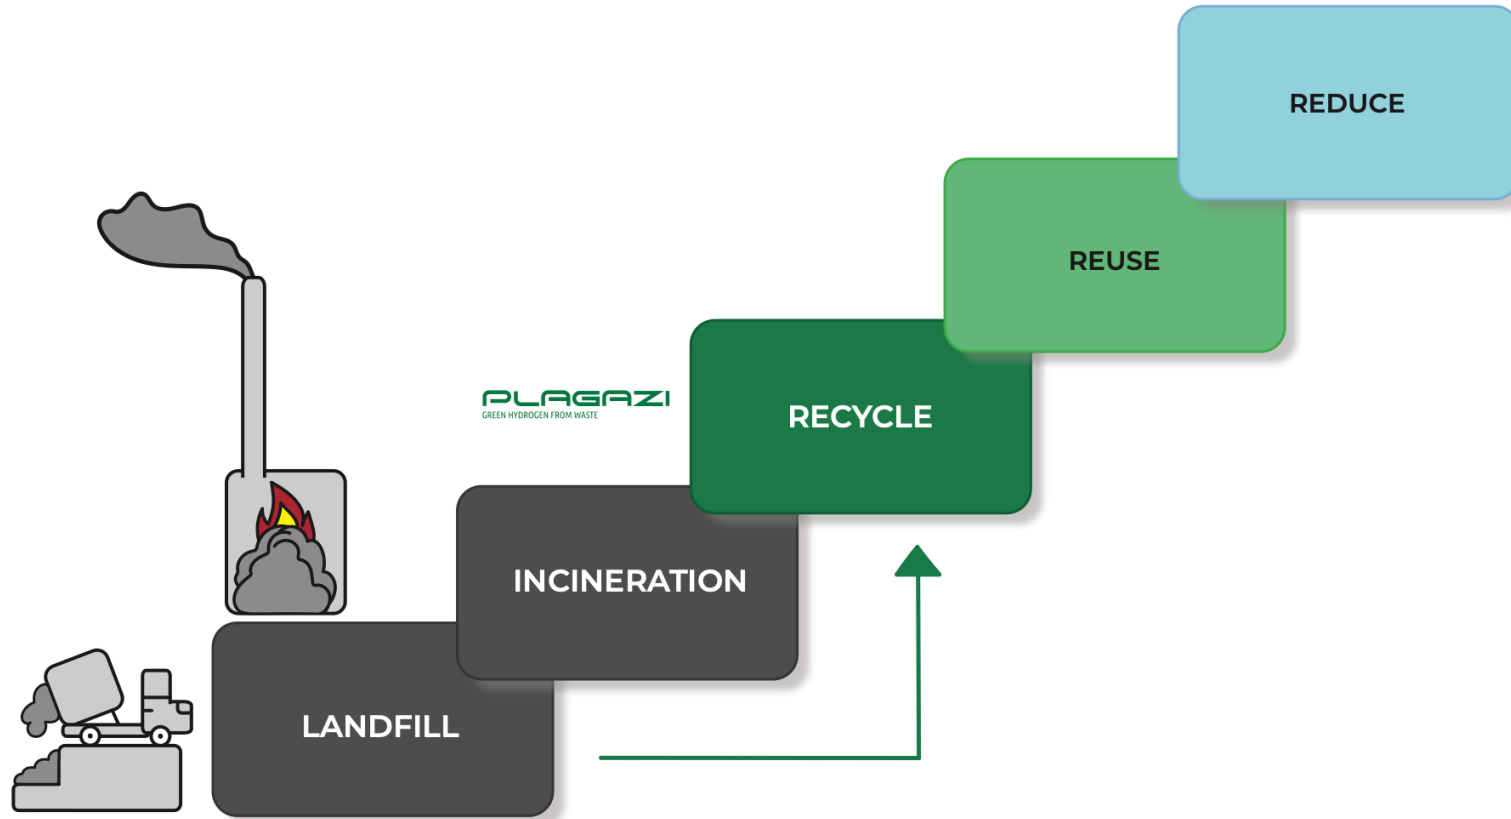 REDUCE
REUSE
PLAGAZI
GREEN HYDROGEN FROM WASTE
RECYCLE
INCINERATION
LANDFILL